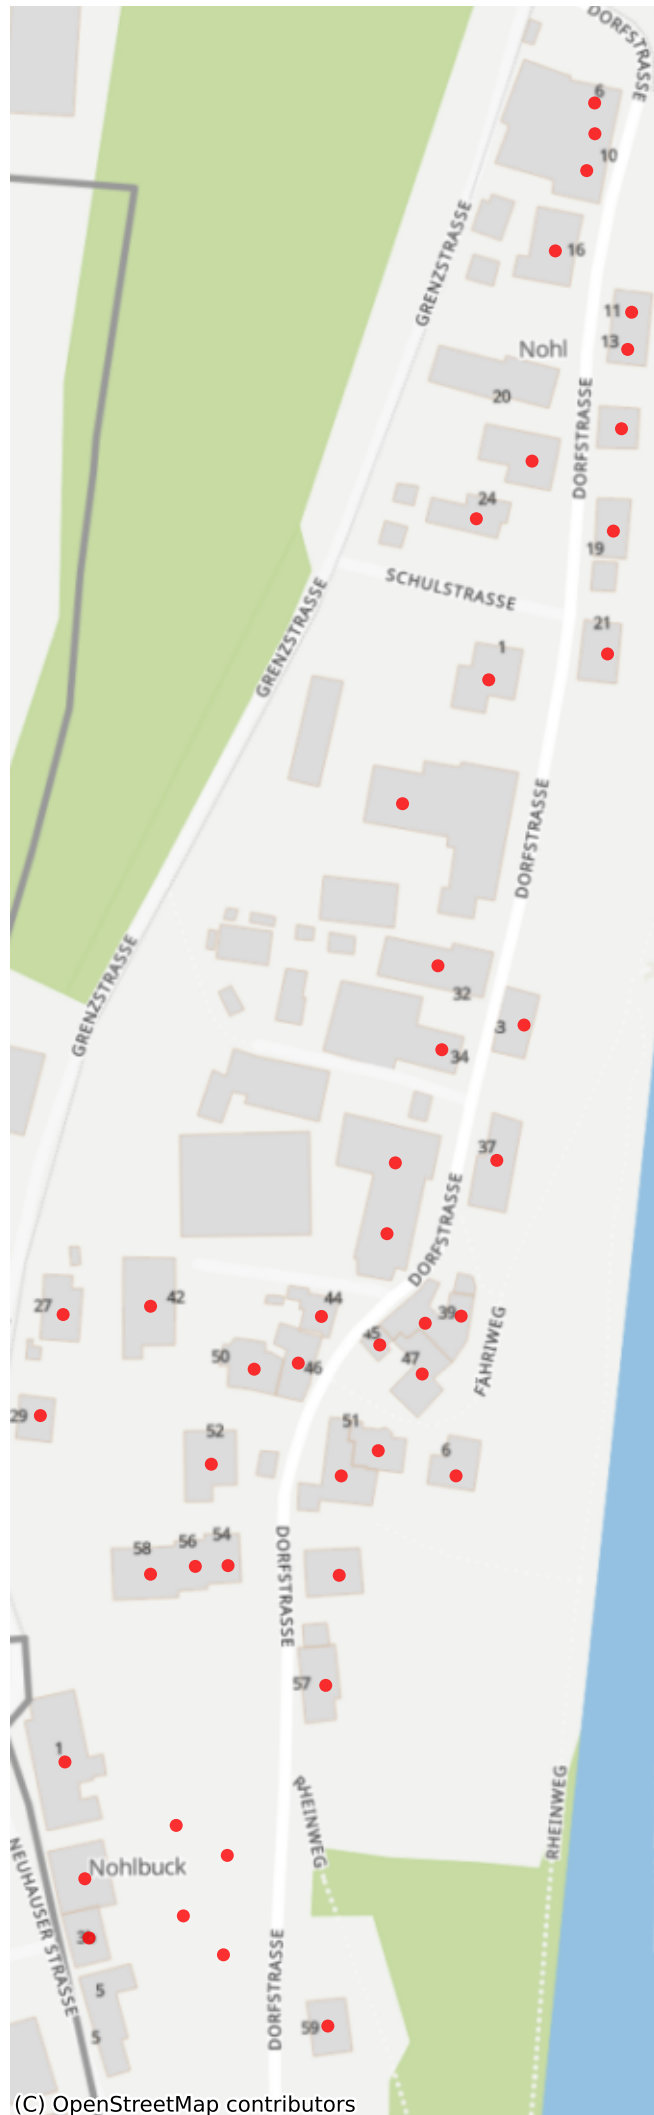 DORFSTRASSE
6
10
GRENZSTRASSE
16
11
13
Nohl
20
DORFSTRASSE
24
19
SCHULSTRASSE
GRENZSTRASSE
21
1
DORFSTRASSE
GRENZSTRASSE
32
3
34
37
DORFSTRASSE
27
42
44
39
45
FÄHRIWEG
50
46
47
29
51
52
6
58
56
54
DORFSTRASSE
57
1
RHEINWEG
RHEINWEG
NEUHAUSER STRASSE
Nohlbuck
DORFSTRASSE
5
59
5
(C) OpenStreetMap contributors